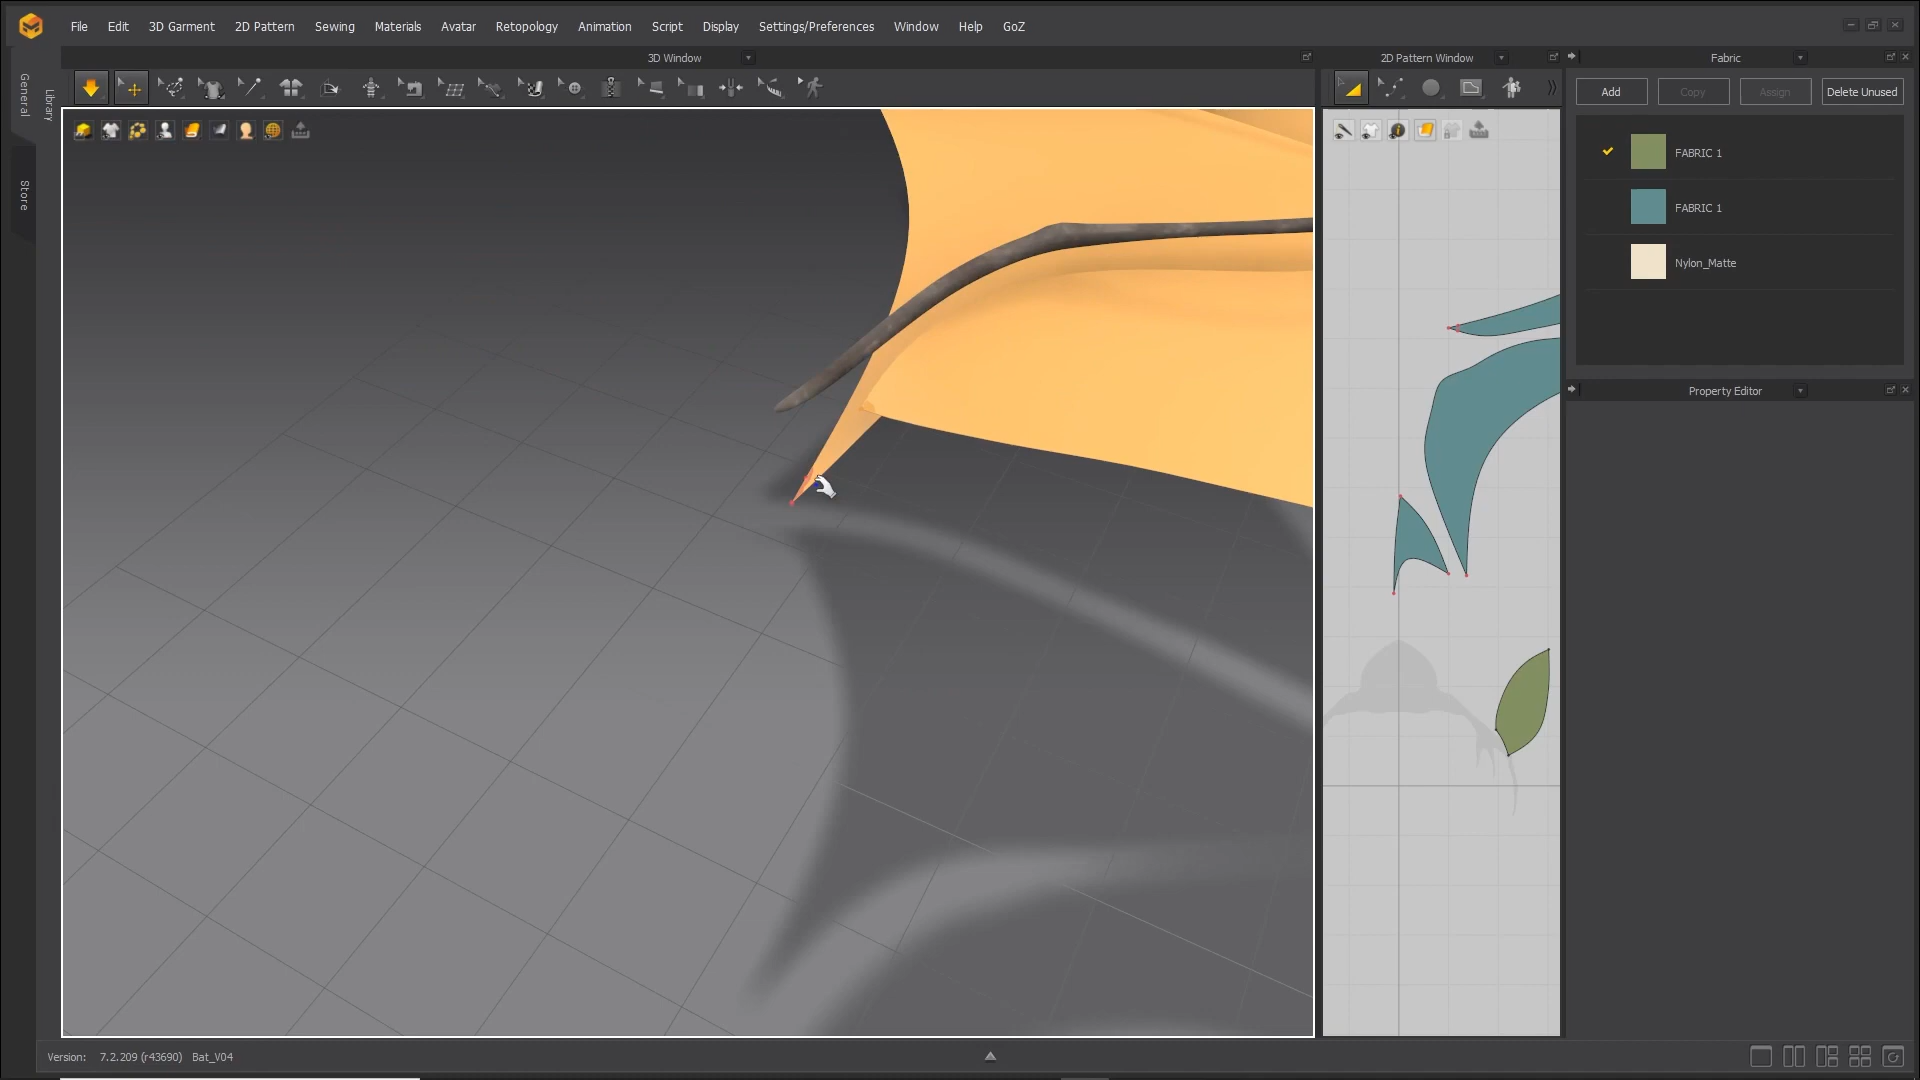 File Edit 3D Garment 2D Pattern Sewing Materials Avatar Retopology Animation Script Display Settings/Preferences Window Help GoZ
General
Library
Store
3D Window
2D Pattern Window
Fabric
Add Copy Assign Delete Unused
FABRIC 1
FABRIC 1
Nylon_Matte
Property Editor
Version: 7.2.209 (r43690) Bat_V04